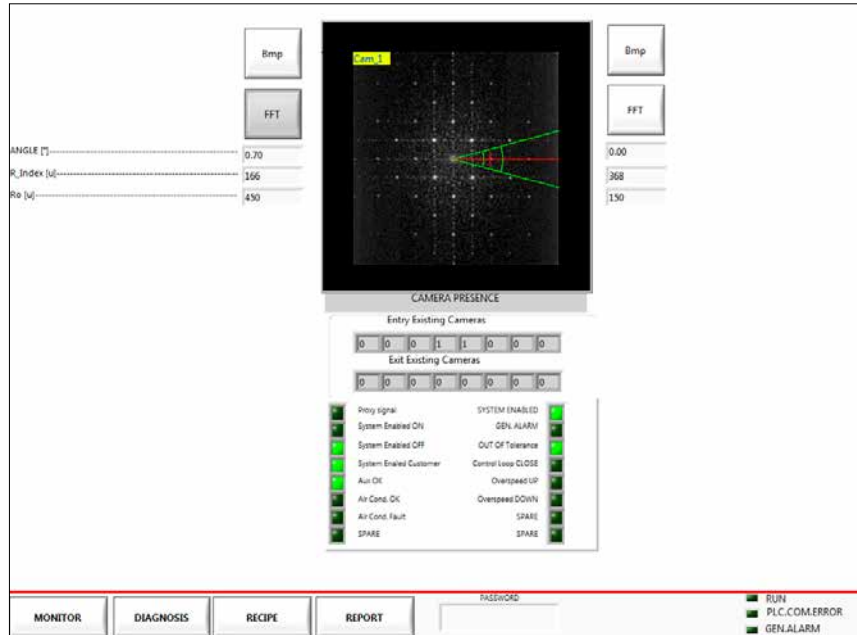 Bmp
Bmp
Cam_1
FFT
FFT
ANGLE [°] 0.70 0.00
R_Index [u] 166 368
Ro [u] 450 150
CAMERA PRESENCE
Entry Existing Cameras
0 0 0 1 1 0 0 0
Exit Existing Cameras
0 0 0 0 0 0 0 0
Proxy signal SYSTEM ENABLED
System Enabled ON GEN. ALARM
System Enabled OFF OUT OF Tolerance
System Enaled Customer Control Loop CLOSE
Aux OK Overspeed UP
Air Cond. OK Overspeed DOWN
Air Cond. Fault SPARE
SPARE SPARE
MONITOR
DIAGNOSIS
RECIPE
REPORT
PASSWORD
RUN
PLC.COM.ERROR
GEN.ALARM